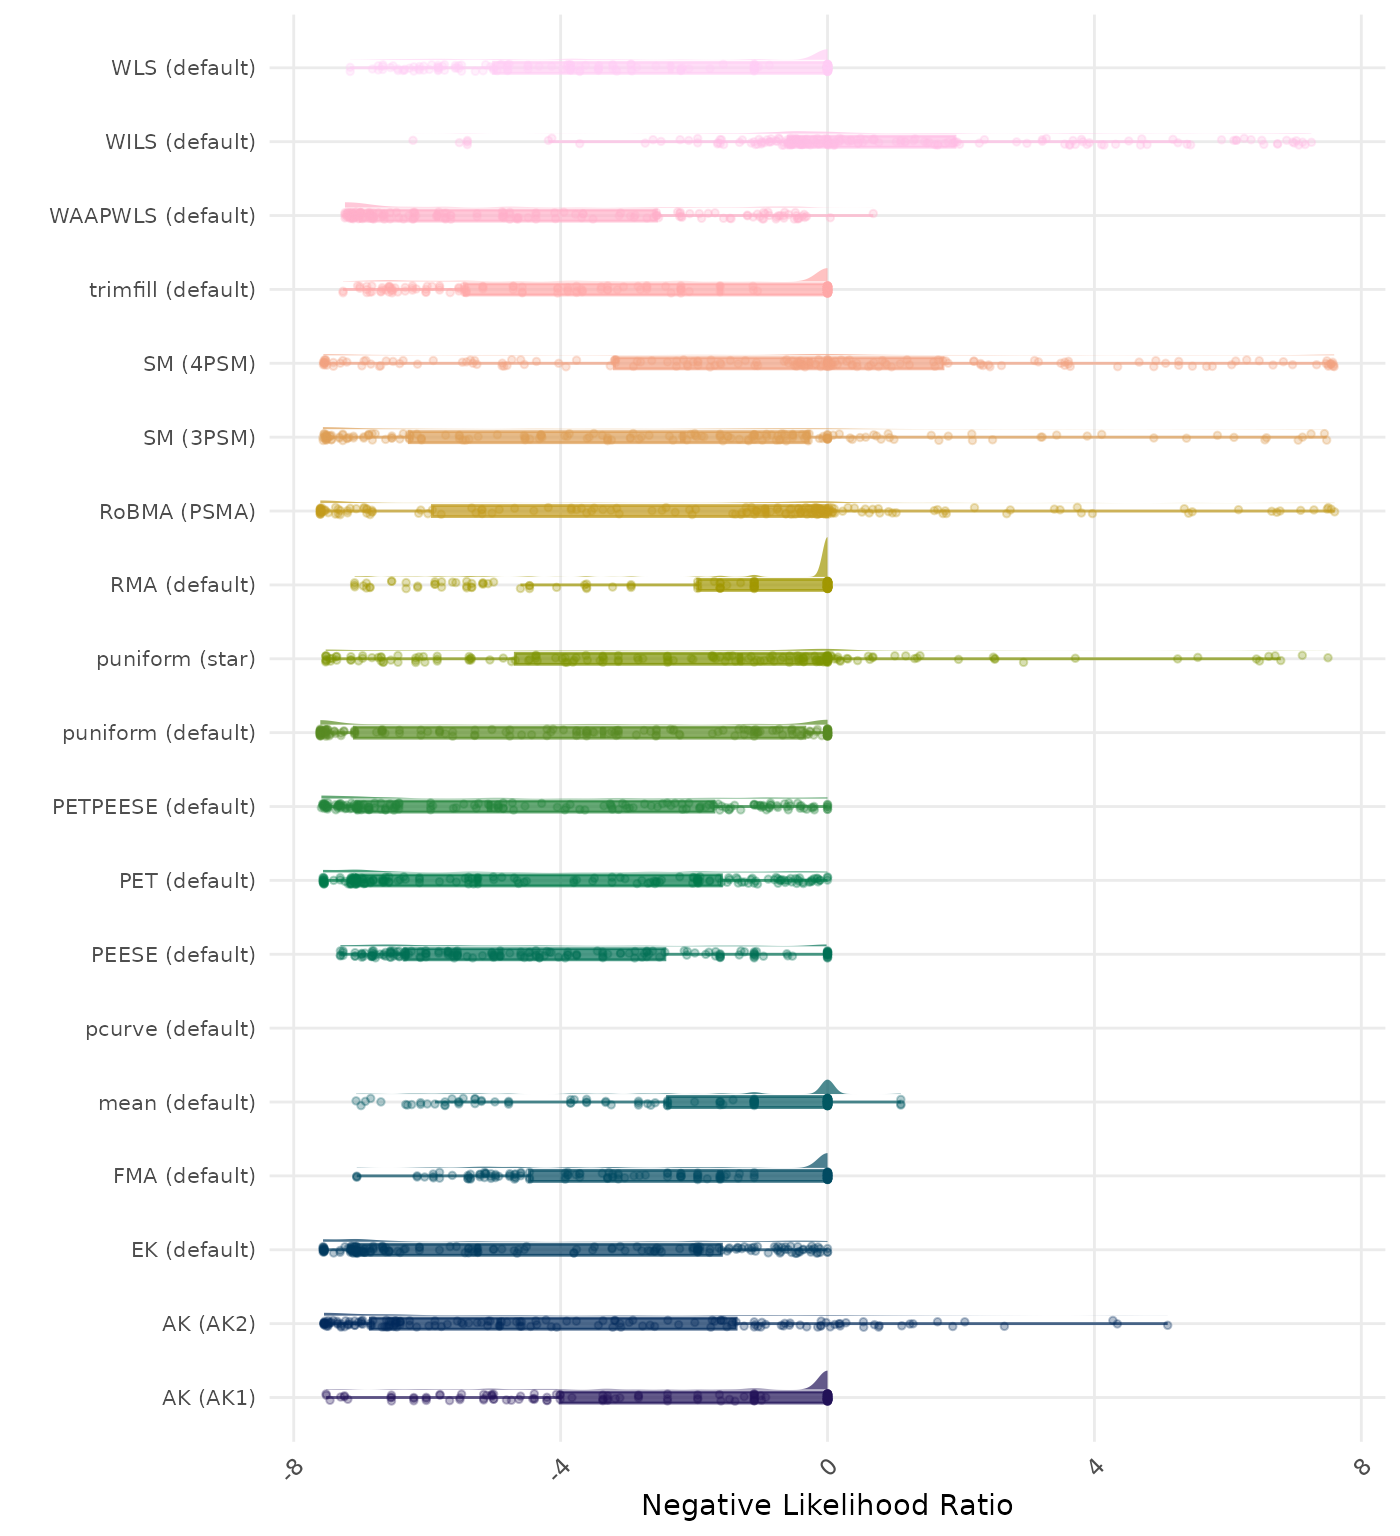 WLS (default)
WILS (default)
WAAPWLS (default)
trimfill (default)
SM (4PSM)
SM (3PSM)
RoBMA (PSMA)
RMA (default)
puniform (star)
puniform (default)
PETPEESE (default)
PET (default)
PEESE (default)
pcurve (default)
mean (default)
FMA (default)
EK (default)
AK (AK2)
AK (AK1)
-8 -4 0 4 8
Negative Likelihood Ratio